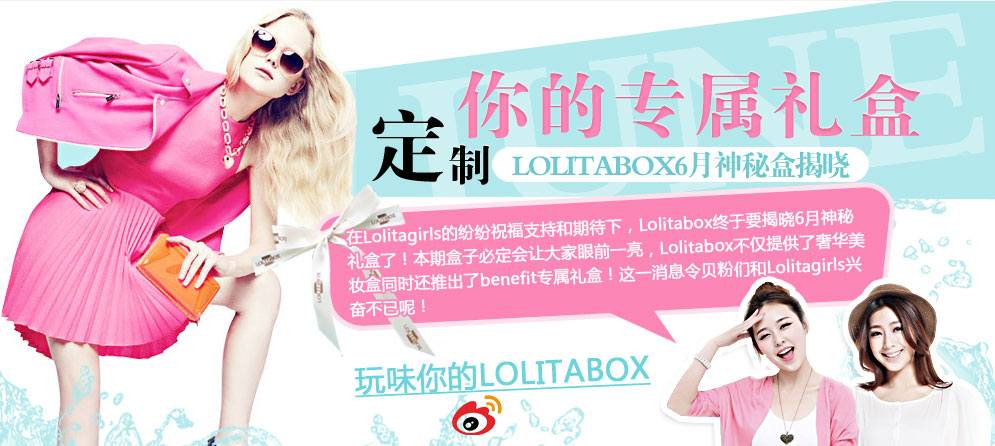 JUNE
定制
你的专属礼盒
LOLITABOX6月神秘盒揭晓
在Lolitagirls的纷纷祝福支持和期待下，Lolitabox终于要揭晓6月神秘
礼盒了！本期盒子必定会让大家眼前一亮，Lolitabox不仅提供了奢华美
妆盒同时还推出了benefit专属礼盒！这一消息令贝粉们和Lolitagirls兴
奋不已呢！
玩味你的LOLITABOX